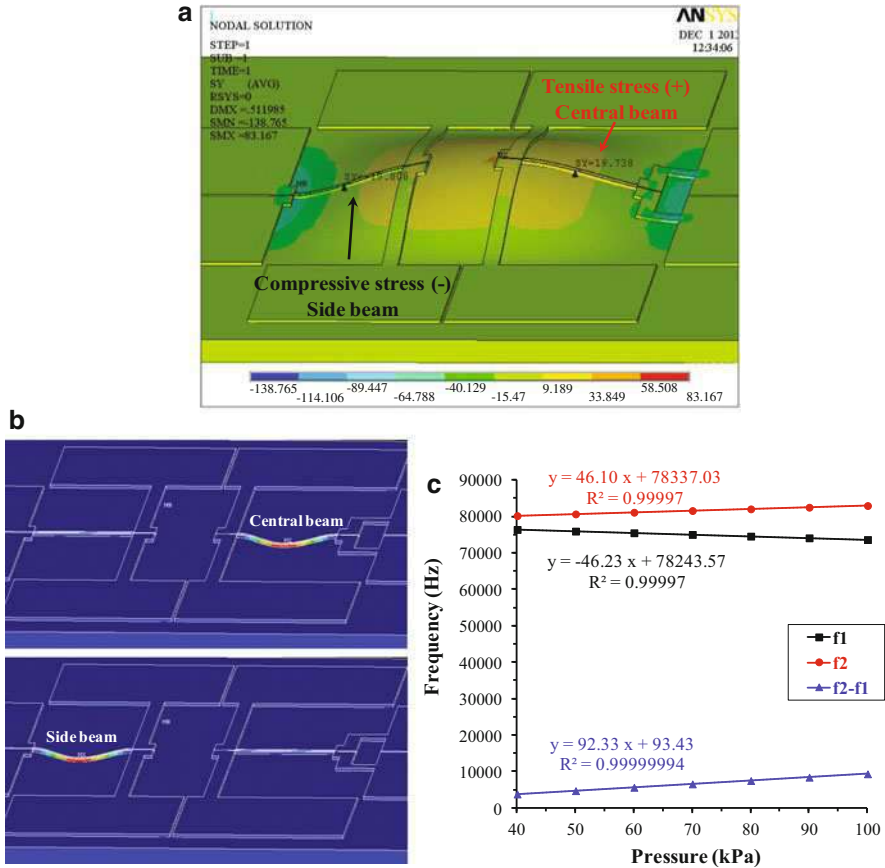 a
NODAL SOLUTION
STEP=1
SUB =1
TIME=1
SY (AVG)
RSYS=0
DMX =.511985
SMN =-138.765
SMX =83.167
ANSYS
DEC 1 201
12:34:06
Tensile stress (+)
Central beam
SY=19.738
Compressive stress (-)
Side beam
-138.765
-114.106
-89.447
-64.788
-40.129
-15.47
9.189
33.849
58.508
83.167
b
Central beam
Side beam
c
y = 46.10 x + 78337.03
R² = 0.99997
y = -46.23 x + 78243.57
R² = 0.99997
y = 92.33 x + 93.43
R² = 0.99999994
f1
f2
f2-f1
Frequency (Hz)
90000
80000
70000
60000
50000
40000
30000
20000
10000
0
40 50 60 70 80 90 100
Pressure (kPa)